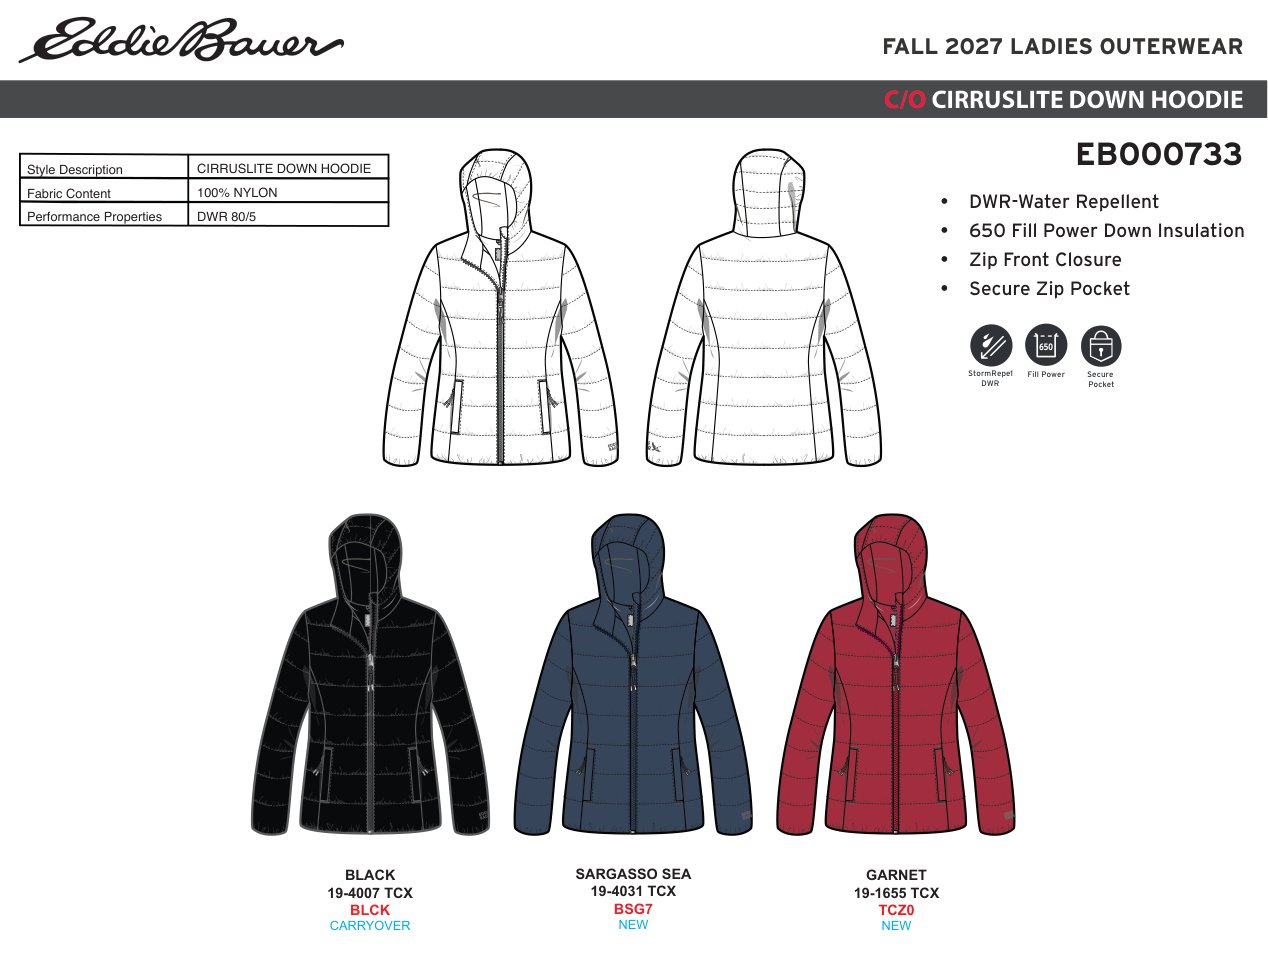 Eddie Bauer
FALL 2027 LADIES OUTERWEAR
C/O CIRRUSLITE DOWN HOODIE
EB000733
Style Description CIRRUSLITE DOWN HOODIE
Fabric Content 100% NYLON
Performance Properties DWR 80/5
• DWR-Water Repellent
• 650 Fill Power Down Insulation
• Zip Front Closure
• Secure Zip Pocket
650
StormRepel
DWR
Fill Power
Secure
Pocket
BLACK
19-4007 TCX
BLCK
CARRYOVER
SARGASSO SEA
19-4031 TCX
BSG7
NEW
GARNET
19-1655 TCX
TCZ0
NEW